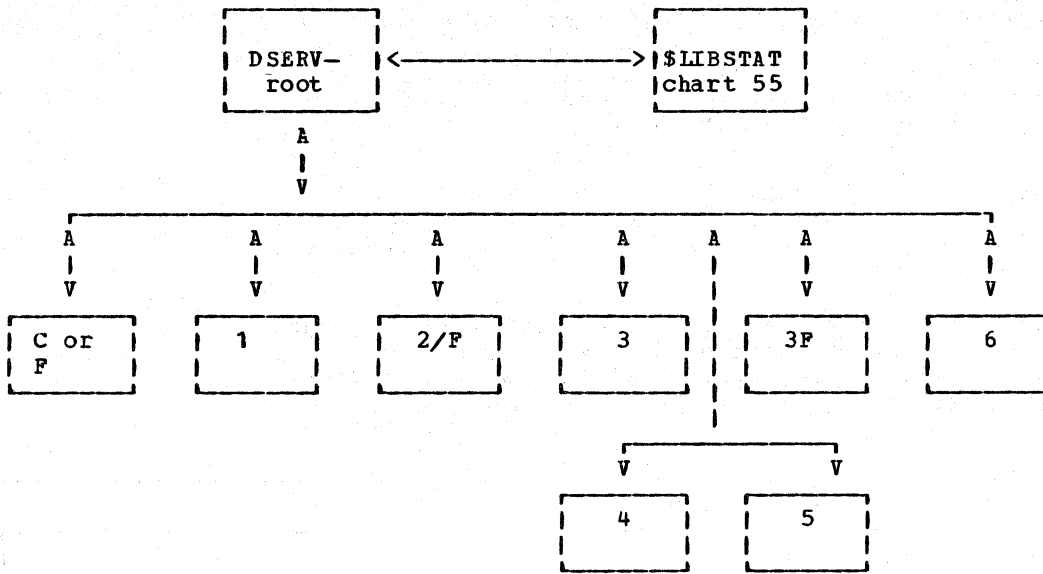 DSERV- <-----------> $LIBSTAT
root chart 55
A
V
A A A A A A A
V V V V V V
C or 1 2/F 3 3F 6
F
V V
4 5